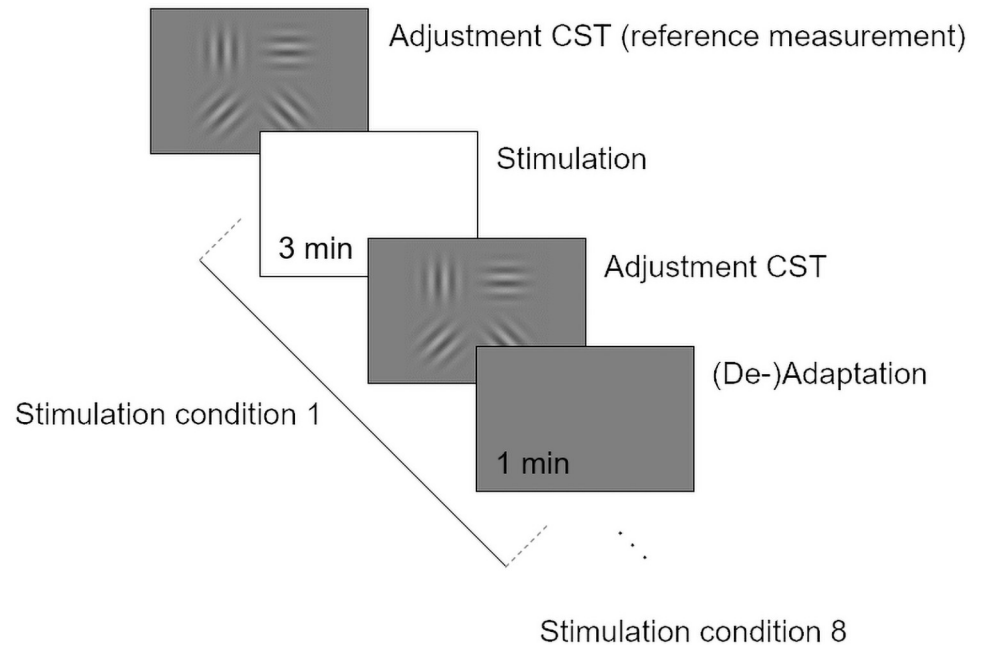 Adjustment CST (reference measurement)
Stimulation
3 min
Adjustment CST
(De-)Adaptation
Stimulation condition 1
1 min
Stimulation condition 8